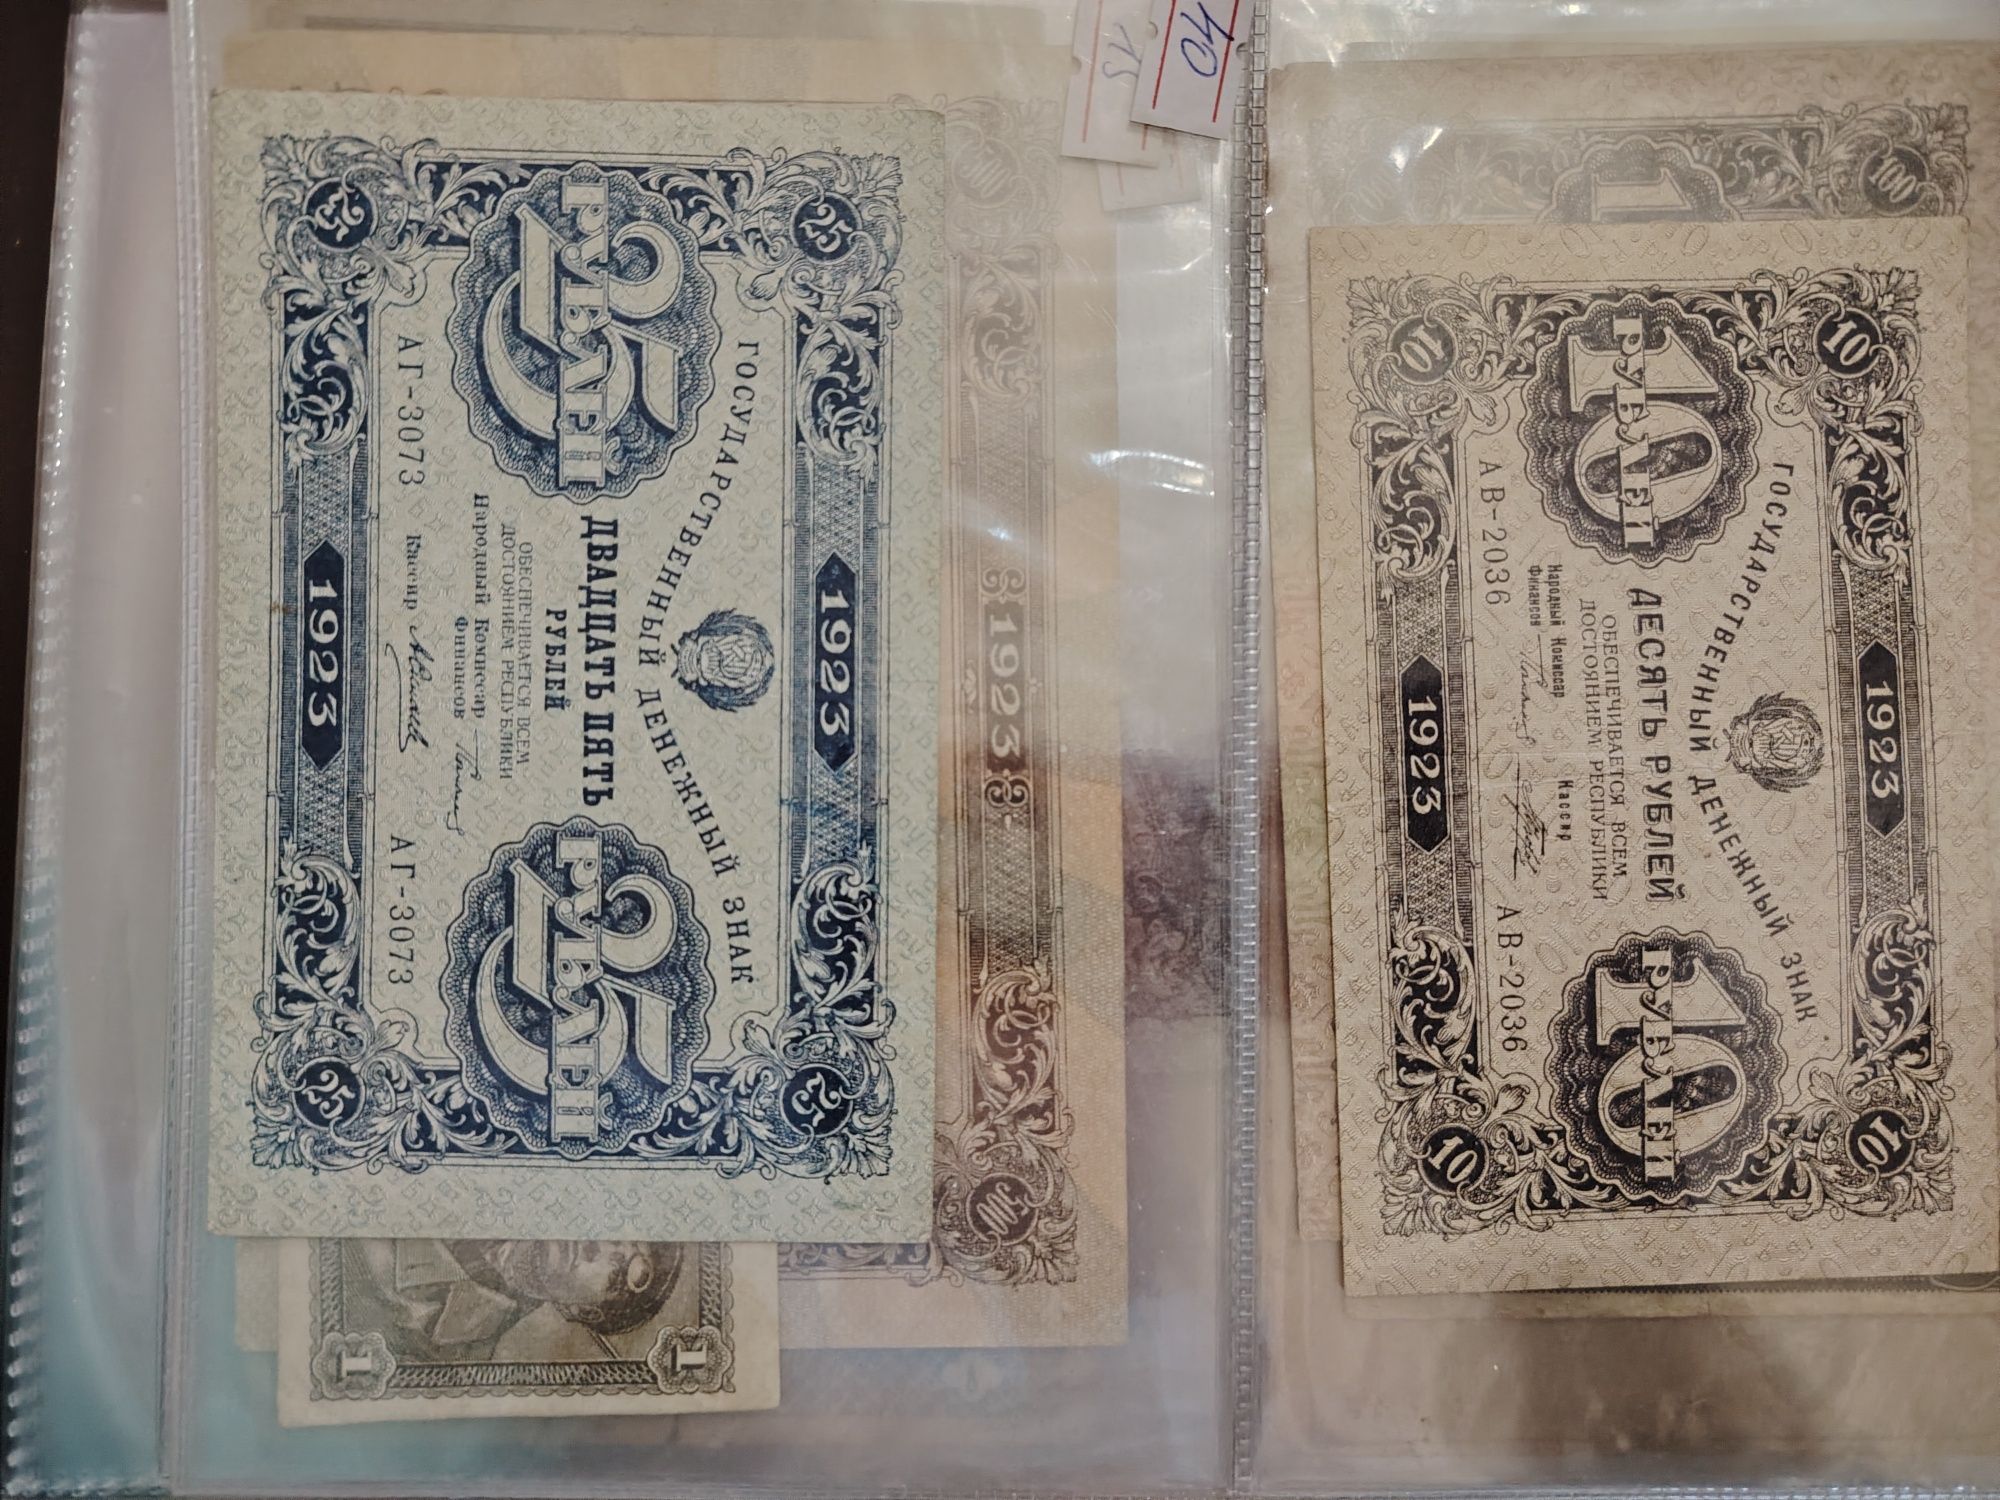 15
40
25
25
ГОСУДАРСТВЕННЫЙ ДЕНЕЖНЫЙ ЗНАК
1923
25
РУБЛЕЙ
25
РУБЛЕЙ
ДВАДЦАТЬ ПЯТЬ
РУБЛЕЙ
ОБЕСПЕЧИВАЕТСЯ ВСЕМ
ДОСТОЯНИЕМ РЕСПУБЛИКИ
Народный Комиссар
Финансов
Кассир
АГ-3073
АГ-3073
1923
25
25
1923
500
1
1
100
10
10
ГОСУДАРСТВЕННЫЙ ДЕНЕЖНЫЙ ЗНАК
1923
10
РУБЛЕЙ
10
РУБЛЕЙ
ДЕСЯТЬ РУБЛЕЙ
ОБЕСПЕЧИВАЕТСЯ ВСЕМ
ДОСТОЯНИЕМ РЕСПУБЛИКИ
Народный Комиссар
Финансов
Кассир
АВ-2036
АВ-2036
1923
10
10